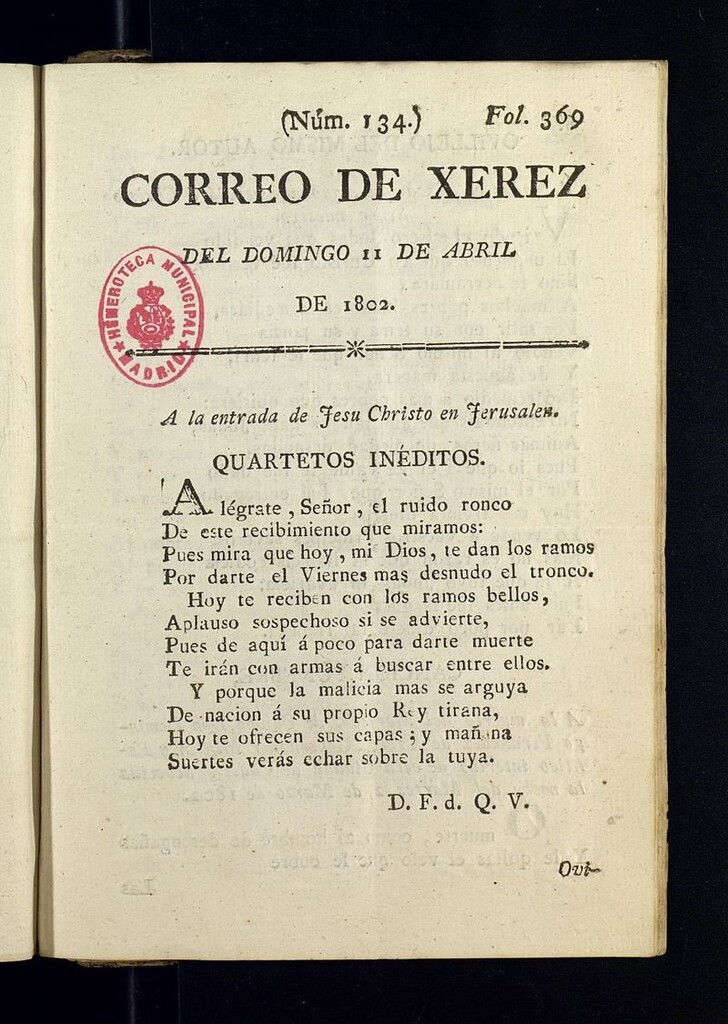 (Núm. 134.) Fol. 369
CORREO DE XEREZ
DEL DOMINGO 11 DE ABRIL
DE 1802.
HEMEROTECA MUNICIPAL
MADRID
A la entrada de Jesu Christo en Jerusalen.
QUARTETOS INÉDITOS.
Alégrate, Señor, el ruido ronco
De este recibimiento que miramos:
Pues mira que hoy, mi Dios, te dan los ramos
Por darte el Viernes mas desnudo el tronco.
Hoy te reciben con los ramos bellos,
Aplauso sospechoso si se advierte,
Pues de aquí á poco para darte muerte
Te irán con armas á buscar entre ellos.
Y porque la malicia mas se arguya
De nacion á su propio Rey tirana,
Hoy te ofrecen sus capas; y mañana
Suertes verás echar sobre la tuya.
D. F. d. Q. V.
Ovi-